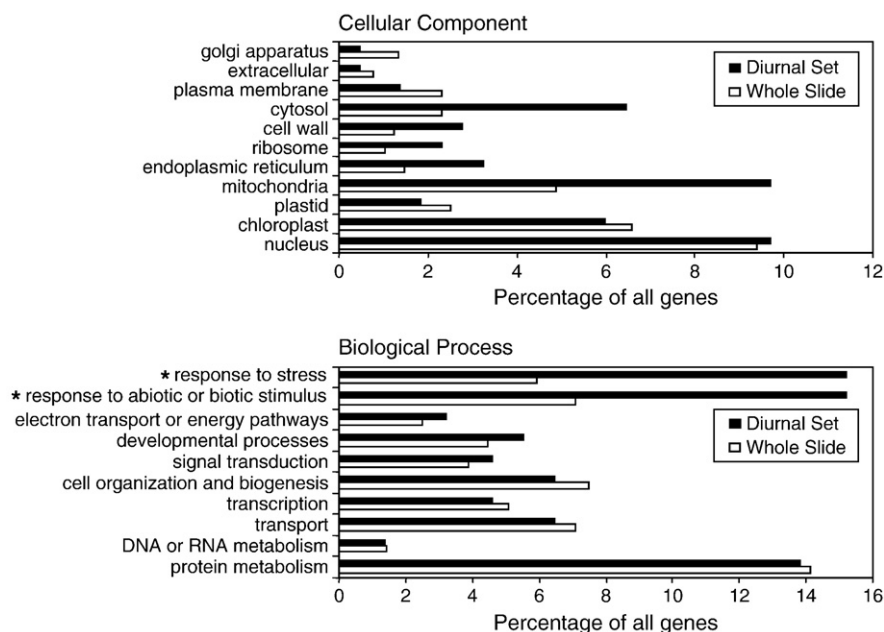 Cellular Component
golgi apparatus
extracellular
plasma membrane
cytosol
cell wall
ribosome
endoplasmic reticulum
mitochondria
plastid
chloroplast
nucleus
Diurnal Set
Whole Slide
0 2 4 6 8 10 12
Percentage of all genes
Biological Process
* response to stress
* response to abiotic or biotic stimulus
electron transport or energy pathways
developmental processes
signal transduction
cell organization and biogenesis
transcription
transport
DNA or RNA metabolism
protein metabolism
Diurnal Set
Whole Slide
0 2 4 6 8 10 12 14 16
Percentage of all genes